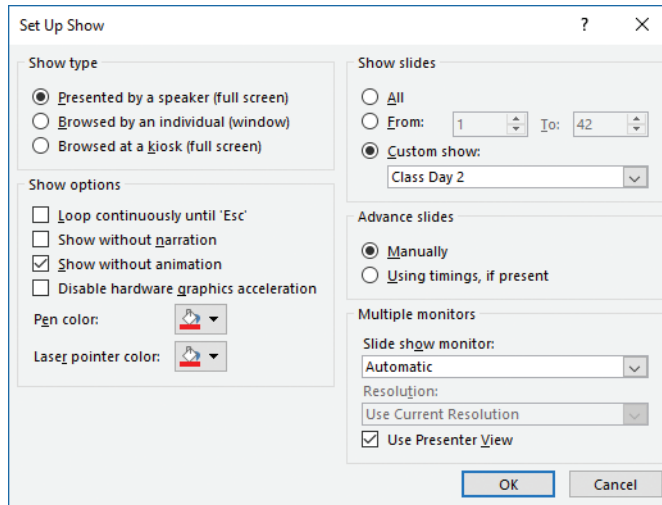 Set Up Show
Show type
Presented by a speaker (full screen)
Browsed by an individual (window)
Browsed at a kiosk (full screen)
Show options
Loop continuously until 'Esc'
Show without narration
Show without animation
Disable hardware graphics acceleration
Pen color:
Laser pointer color:
Show slides
All
From: 1 To: 42
Custom show:
Class Day 2
Advance slides
Manually
Using timings, if present
Multiple monitors
Slide show monitor:
Automatic
Resolution:
Use Current Resolution
Use Presenter View
OK Cancel